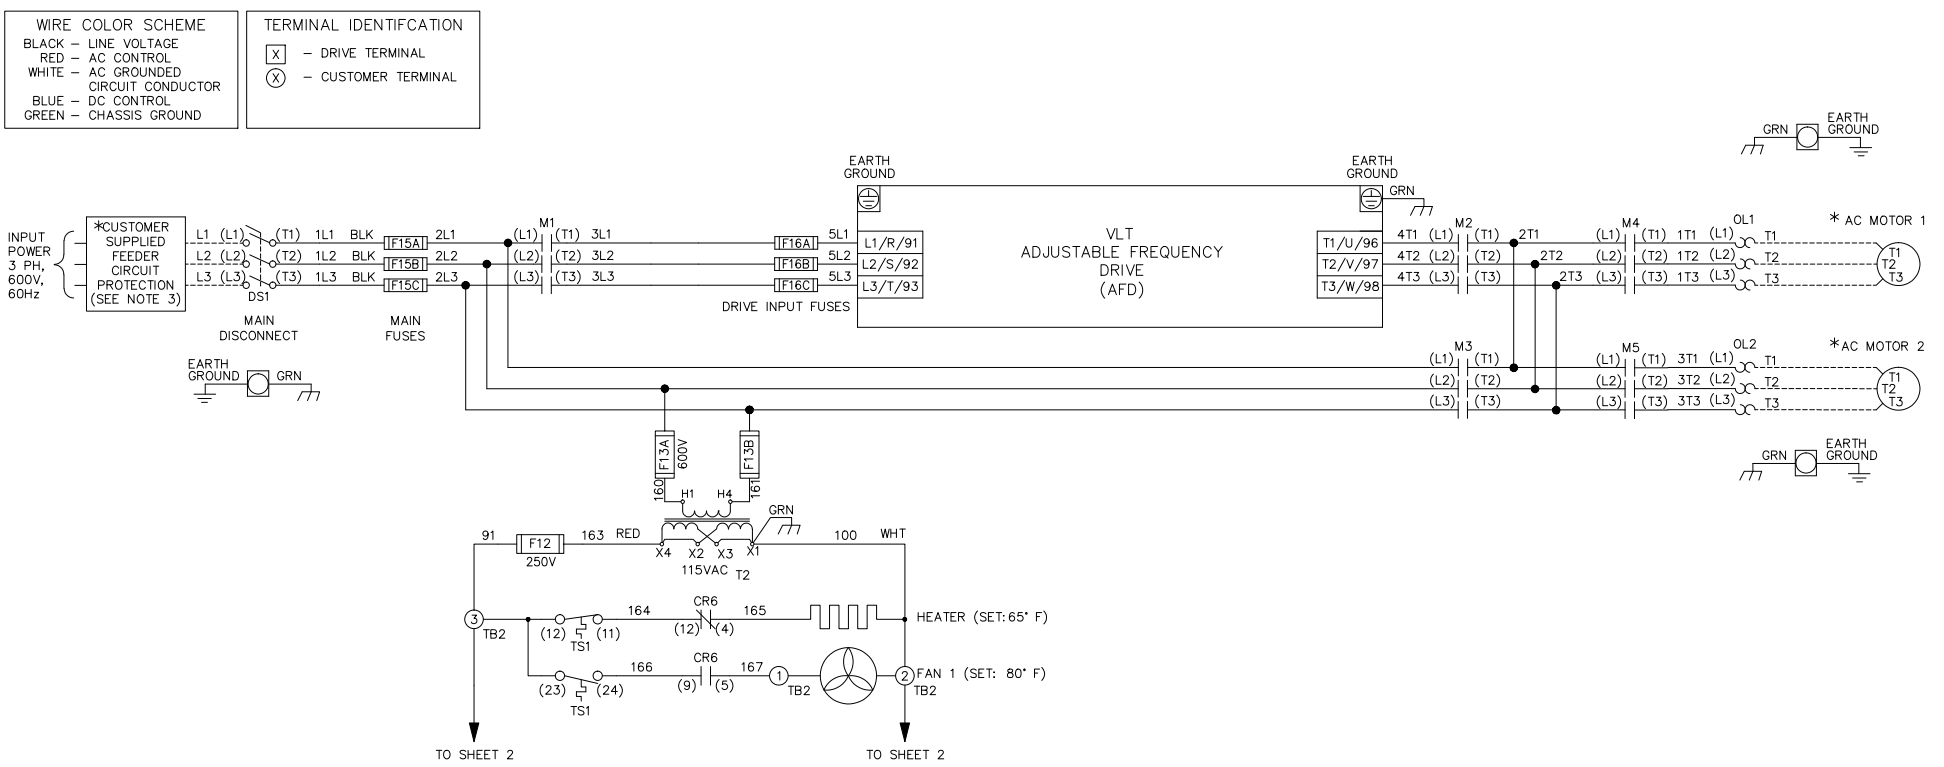 WIRE COLOR SCHEME
BLACK – LINE VOLTAGE
RED – AC CONTROL
WHITE – AC GROUNDED
CIRCUIT CONDUCTOR
BLUE – DC CONTROL
GREEN – CHASSIS GROUND
TERMINAL IDENTIFCATION
X – DRIVE TERMINAL
X – CUSTOMER TERMINAL
INPUT
POWER
3 PH,
600V,
60Hz
*CUSTOMER
SUPPLIED
FEEDER
CIRCUIT
PROTECTION
(SEE NOTE 3)
L1 (L1) (T1) 1L1 BLK F15A 2L1
L2 (L2) (T2) 1L2 BLK F15B 2L2
L3 (L3) (T3) 1L3 BLK F15C 2L3
DS1
MAIN
DISCONNECT
MAIN
FUSES
EARTH
GROUND GRN
M1
(L1) (T1) 3L1 F16A 5L1
(L2) (T2) 3L2 F16B 5L2
(L3) (T3) 3L3 F16C 5L3
DRIVE INPUT FUSES
EARTH
GROUND
L1/R/91
L2/S/92
L3/T/93
VLT
ADJUSTABLE FREQUENCY
DRIVE
(AFD)
EARTH
GROUND
GRN
T1/U/96
T2/V/97
T3/W/98
M2 M4 OL1
4T1 (L1) (T1) 2T1 (L1) (T1) 1T1 (L1) T1
4T2 (L2) (T2) 2T2 (L2) (T2) 1T2 (L2) T2
4T3 (L3) (T3) 2T3 (L3) (T3) 1T3 (L3) T3
* AC MOTOR 1
T1
T2
T3
GRN EARTH
GROUND
M3 M5 OL2
(L1) (T1) (L1) (T1) 3T1 (L1) T1
(L2) (T2) (L2) (T2) 3T2 (L2) T2
(L3) (T3) (L3) (T3) 3T3 (L3) T3
*AC MOTOR 2
T1
T2
T3
GRN EARTH
GROUND
F13A
600V
F13B
160
161
H1 H4
GRN
91 F12 163 RED
250V
X4 X2 X3 X1
100 WHT
115VAC T2
3
TB2
(12) (11)
TS1
164
CR6
(12) (4)
165
HEATER (SET:65° F)
(23) (24)
TS1
166
CR6
(9) (5)
167
1
TB2
2
TB2
FAN 1 (SET: 80° F)
TO SHEET 2
TO SHEET 2